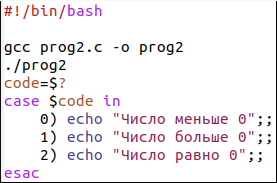 #!/bin/bash

gcc prog2.c -o prog2
./prog2
code=$?
case $code in
    0) echo "Число меньше 0";;
    1) echo "Число больше 0";;
    2) echo "Число равно 0";;
esac